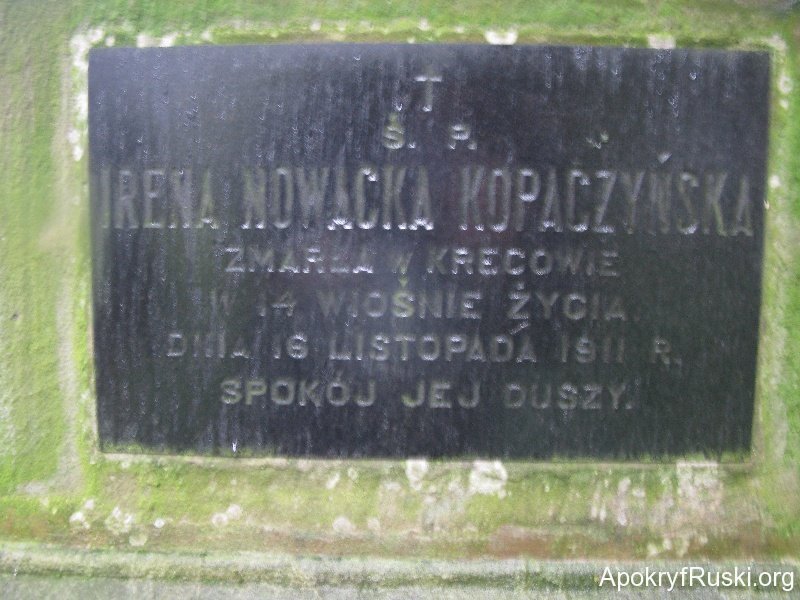 Ś. P.
IRENA NOWACKA KOPACZYŃSKA
ZMARŁA W KRECOWIE
W 14 WIOŚNIE ŻYCIA.
DNIA 16 LISTOPADA 1911 R.
SPOKÓJ JEJ DUSZY.
ApokryfRuski.org